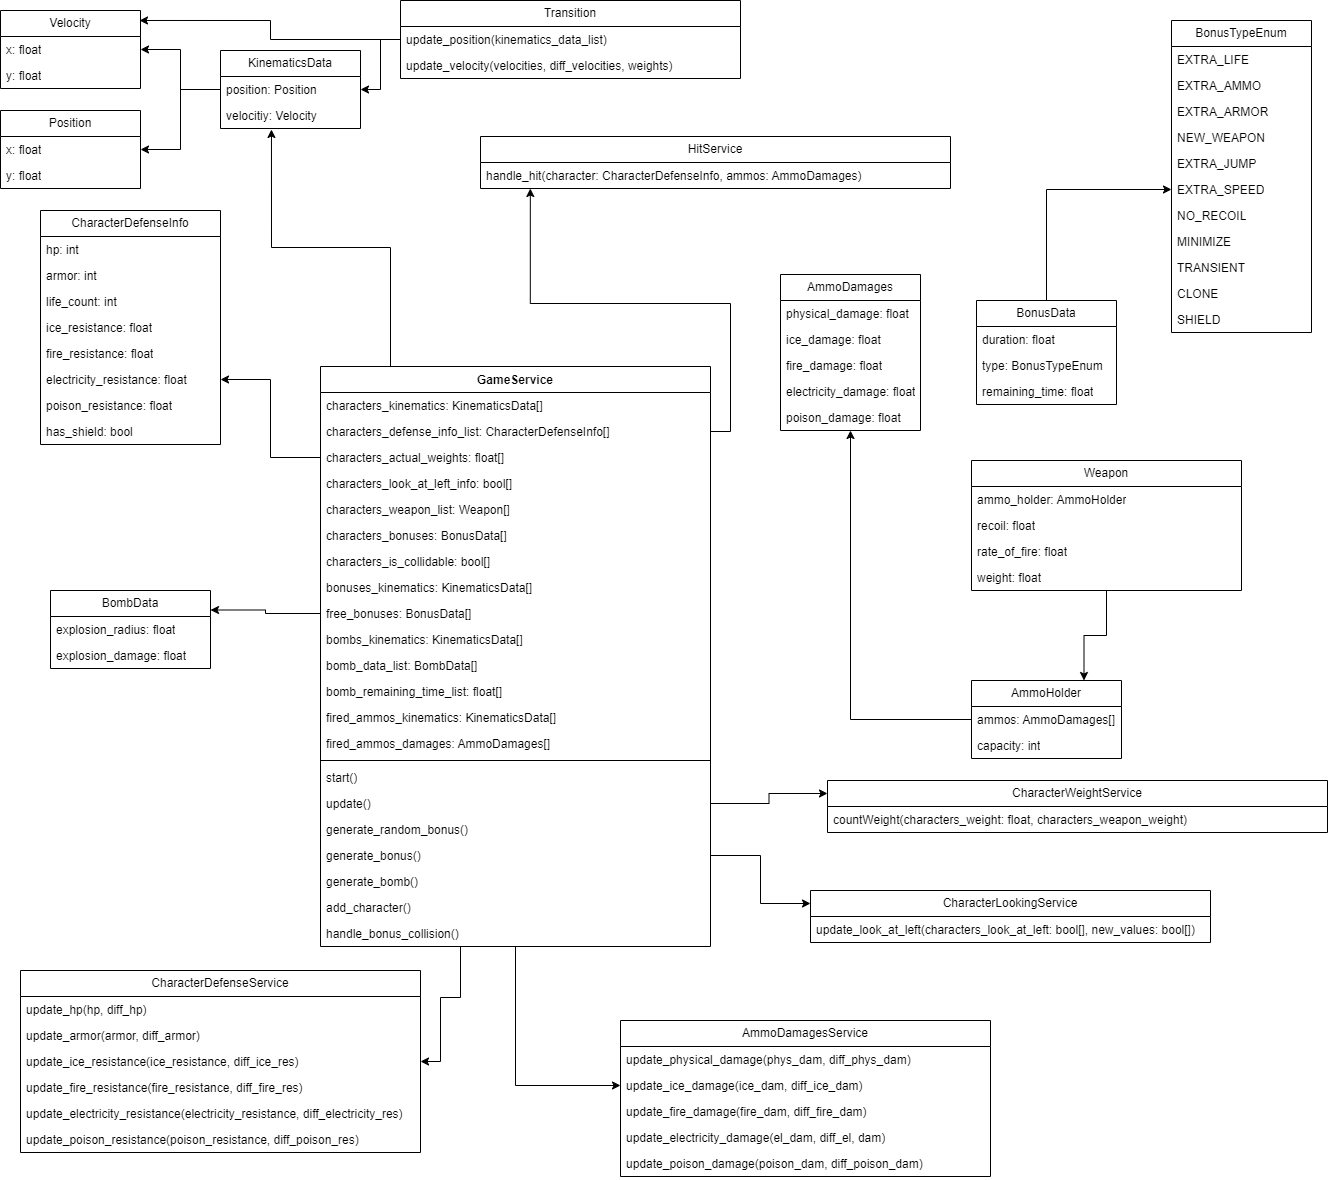 Velocity
x: float
y: float
Position
x: float
y: float
KinematicsData
position: Position
velocitiy: Velocity
Transition
update_position(kinematics_data_list)
update_velocity(velocities, diff_velocities, weights)
HitService
handle_hit(character: CharacterDefenseInfo, ammos: AmmoDamages)
BonusTypeEnum
EXTRA_LIFE
EXTRA_AMMO
EXTRA_ARMOR
NEW_WEAPON
EXTRA_JUMP
EXTRA_SPEED
NO_RECOIL
MINIMIZE
TRANSIENT
CLONE
SHIELD
CharacterDefenseInfo
hp: int
armor: int
life_count: int
ice_resistance: float
fire_resistance: float
electricity_resistance: float
poison_resistance: float
has_shield: bool
AmmoDamages
physical_damage: float
ice_damage: float
fire_damage: float
electricity_damage: float
poison_damage: float
BonusData
duration: float
type: BonusTypeEnum
remaining_time: float
GameService
characters_kinematics: KinematicsData[]
characters_defense_info_list: CharacterDefenseInfo[]
characters_actual_weights: float[]
characters_look_at_left_info: bool[]
characters_weapon_list: Weapon[]
characters_bonuses: BonusData[]
characters_is_collidable: bool[]
bonuses_kinematics: KinematicsData[]
free_bonuses: BonusData[]
bombs_kinematics: KinematicsData[]
bomb_data_list: BombData[]
bomb_remaining_time_list: float[]
fired_ammos_kinematics: KinematicsData[]
fired_ammos_damages: AmmoDamages[]
start()
update()
generate_random_bonus()
generate_bonus()
generate_bomb()
add_character()
handle_bonus_collision()
Weapon
ammo_holder: AmmoHolder
recoil: float
rate_of_fire: float
weight: float
BombData
explosion_radius: float
explosion_damage: float
AmmoHolder
ammos: AmmoDamages[]
capacity: int
CharacterWeightService
countWeight(characters_weight: float, characters_weapon_weight)
CharacterLookingService
update_look_at_left(characters_look_at_left: bool[], new_values: bool[])
CharacterDefenseService
update_hp(hp, diff_hp)
update_armor(armor, diff_armor)
update_ice_resistance(ice_resistance, diff_ice_res)
update_fire_resistance(fire_resistance, diff_fire_res)
update_electricity_resistance(electricity_resistance, diff_electricity_res)
update_poison_resistance(poison_resistance, diff_poison_res)
AmmoDamagesService
update_physical_damage(phys_dam, diff_phys_dam)
update_ice_damage(ice_dam, diff_ice_dam)
update_fire_damage(fire_dam, diff_fire_dam)
update_electricity_damage(el_dam, diff_el, dam)
update_poison_damage(poison_dam, diff_poison_dam)